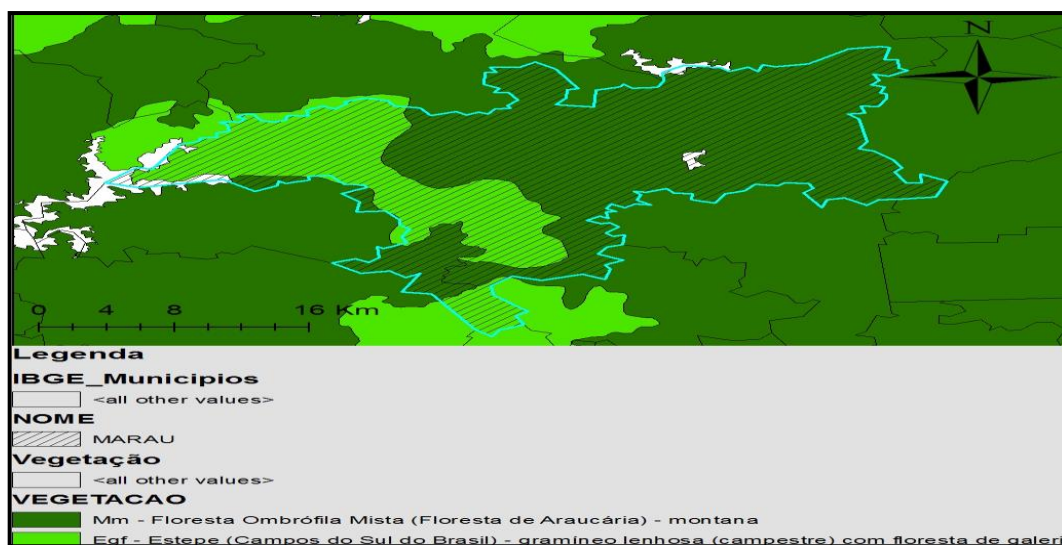 N
0 4 8 16 Km
Legenda
IBGE_Municipios
<all other values>
NOME
MARAU
Vegetação
<all other values>
VEGETACAO
Mm - Floresta Ombrófila Mista (Floresta de Araucária) - montana
Egf - Estepe (Campos do Sul do Brasil) - gramíneo lenhosa (campestre) com floresta de galeri